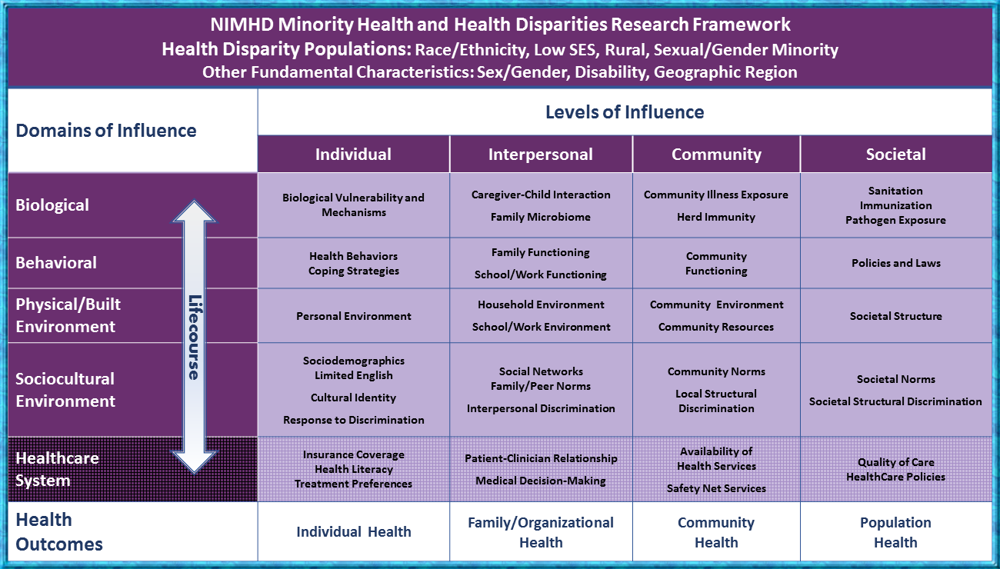 NIMHD Minority Health and Health Disparities Research Framework
Health Disparity Populations: Race/Ethnicity, Low SES, Rural, Sexual/Gender Minority
Other Fundamental Characteristics: Sex/Gender, Disability, Geographic Region
Domains of Influence
Levels of Influence
Individual
Interpersonal
Community
Societal
Lifecourse
Biological
Biological Vulnerability and
Mechanisms
Caregiver-Child Interaction
Family Microbiome
Community Illness Exposure
Herd Immunity
Sanitation
Immunization
Pathogen Exposure
Behavioral
Health Behaviors
Coping Strategies
Family Functioning
School/Work Functioning
Community
Functioning
Policies and Laws
Physical/Built
Environment
Personal Environment
Household Environment
School/Work Environment
Community Environment
Community Resources
Societal Structure
Sociocultural
Environment
Sociodemographics
Limited English
Cultural Identity
Response to Discrimination
Social Networks
Family/Peer Norms
Interpersonal Discrimination
Community Norms
Local Structural
Discrimination
Societal Norms
Societal Structural Discrimination
Healthcare
System
Insurance Coverage
Health Literacy
Treatment Preferences
Patient-Clinician Relationship
Medical Decision-Making
Availability of
Health Services
Safety Net Services
Quality of Care
HealthCare Policies
Health
Outcomes
Individual Health
Family/Organizational
Health
Community
Health
Population
Health